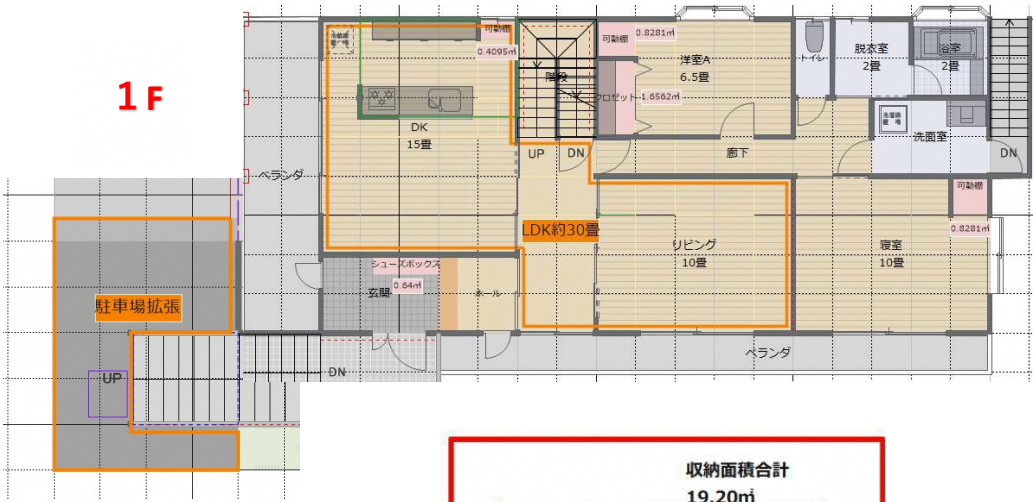 1F
可動棚
0.4095㎡
可動棚
0.8281㎡
洋室A
6.5畳
クロゼット
1.6562㎡
トイレ
脱衣室
2畳
浴室
2畳
階段
DK
15畳
UP
DN
廊下
洗面室
DN
ベランダ
LDK約30畳
リビング
10畳
寝室
10畳
可動棚
0.8281㎡
シューズボックス
0.64㎡
玄関
ホール
駐車場拡張
UP
DN
ベランダ
収納面積合計
19.20㎡